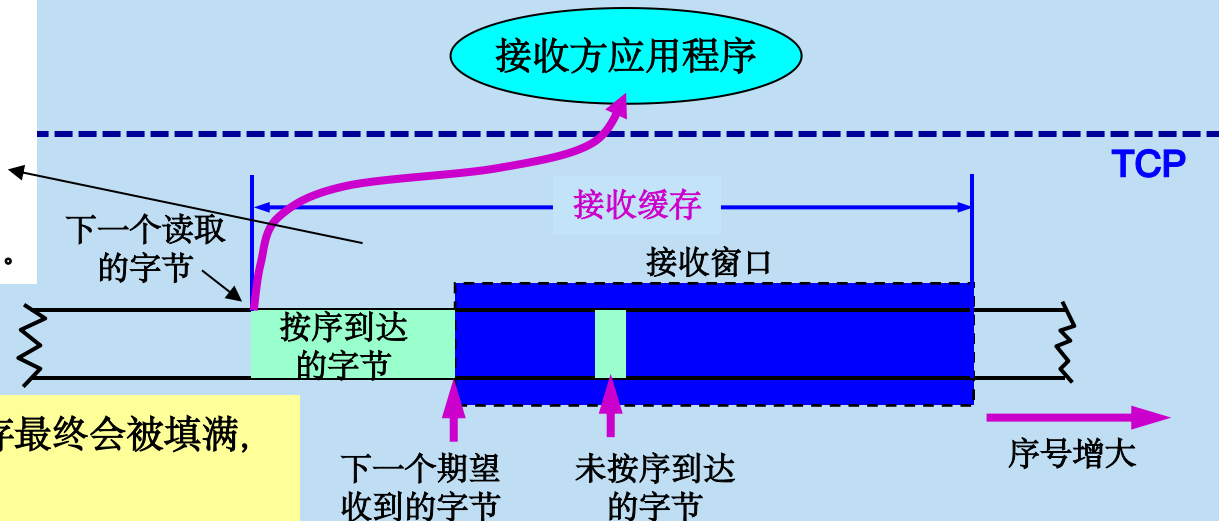 接收方应用程序
TCP
接收缓存
下一个读取
的字节
。
接收窗口
按序到达
的字节
存最终会被填满,
下一个期望
收到的字节
未按序到达
的字节
序号增大